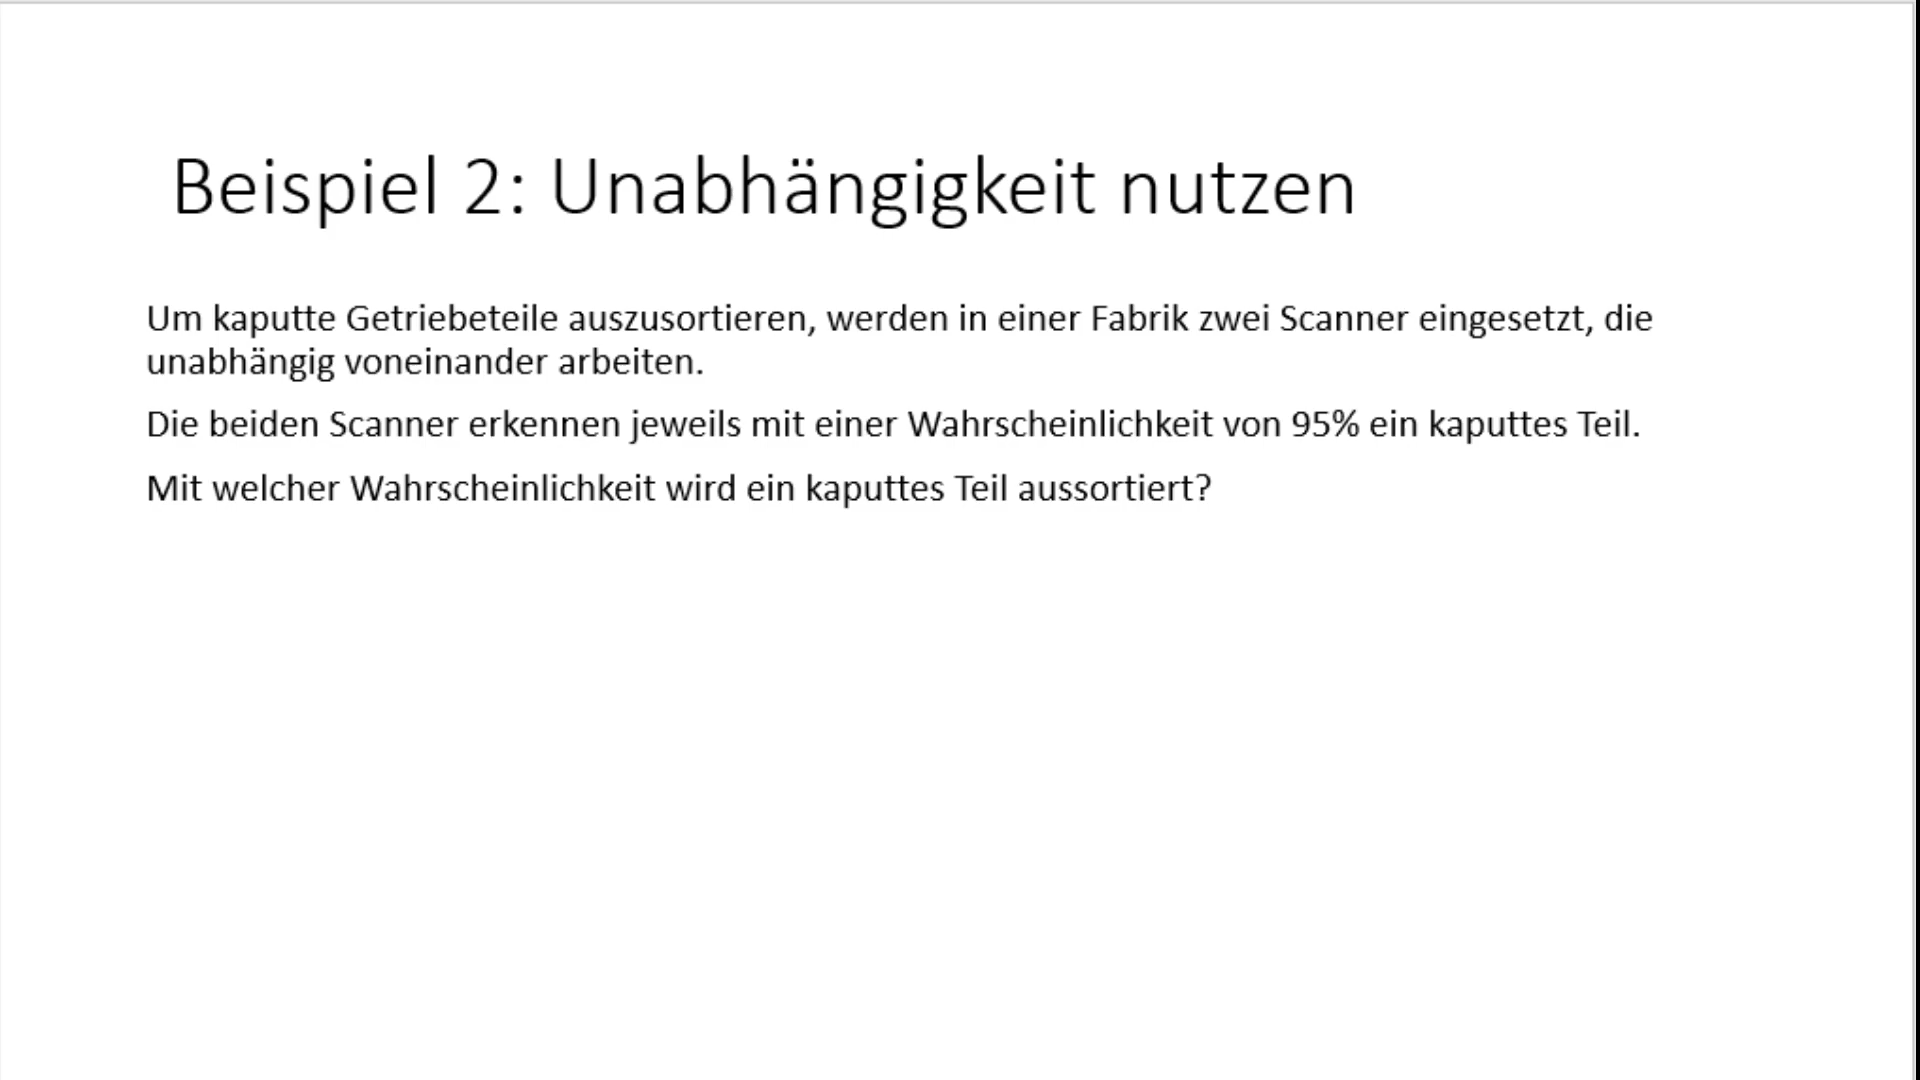 Beispiel 2: Unabhängigkeit nutzen
Um kaputte Getriebeteile auszusortieren, werden in einer Fabrik zwei Scanner eingesetzt, die
unabhängig voneinander arbeiten.
Die beiden Scanner erkennen jeweils mit einer Wahrscheinlichkeit von 95% ein kaputtes Teil.
Mit welcher Wahrscheinlichkeit wird ein kaputtes Teil aussortiert?